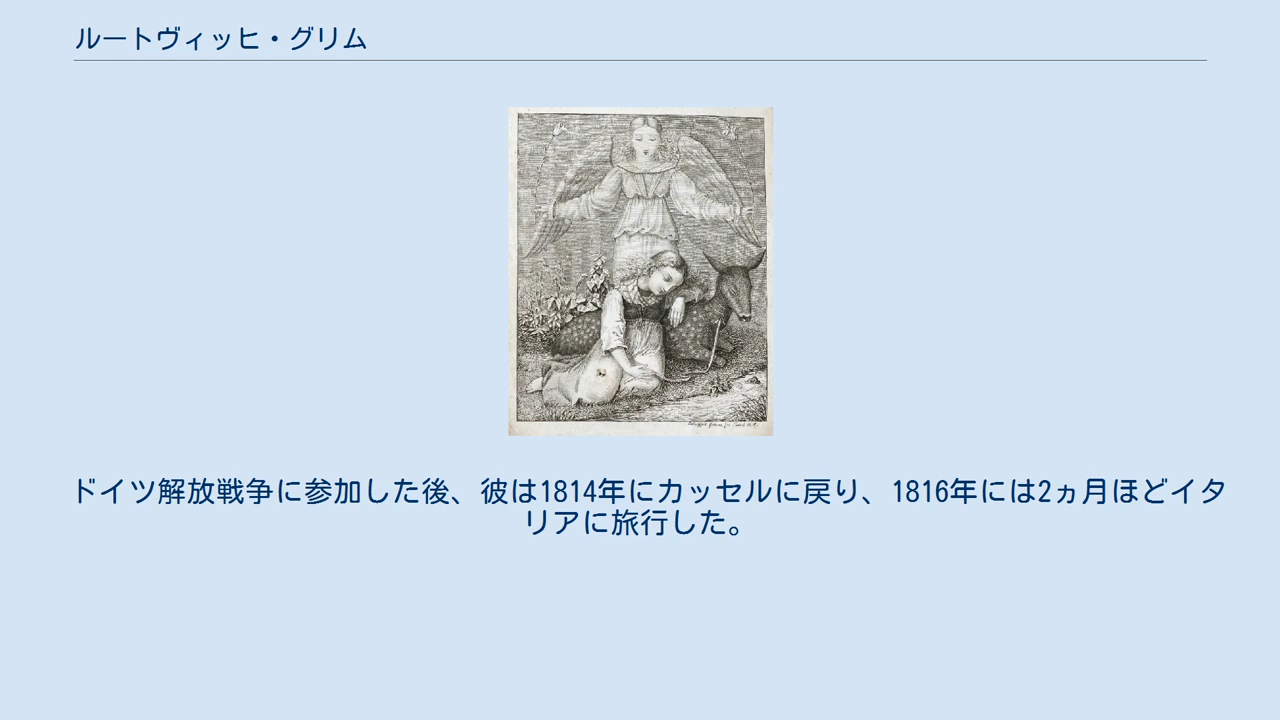 ルートヴィッヒ・グリム
ドイツ解放戦争に参加した後、彼は1814年にカッセルに戻り、1816年には2ヵ月ほどイタ
リアに旅行した。